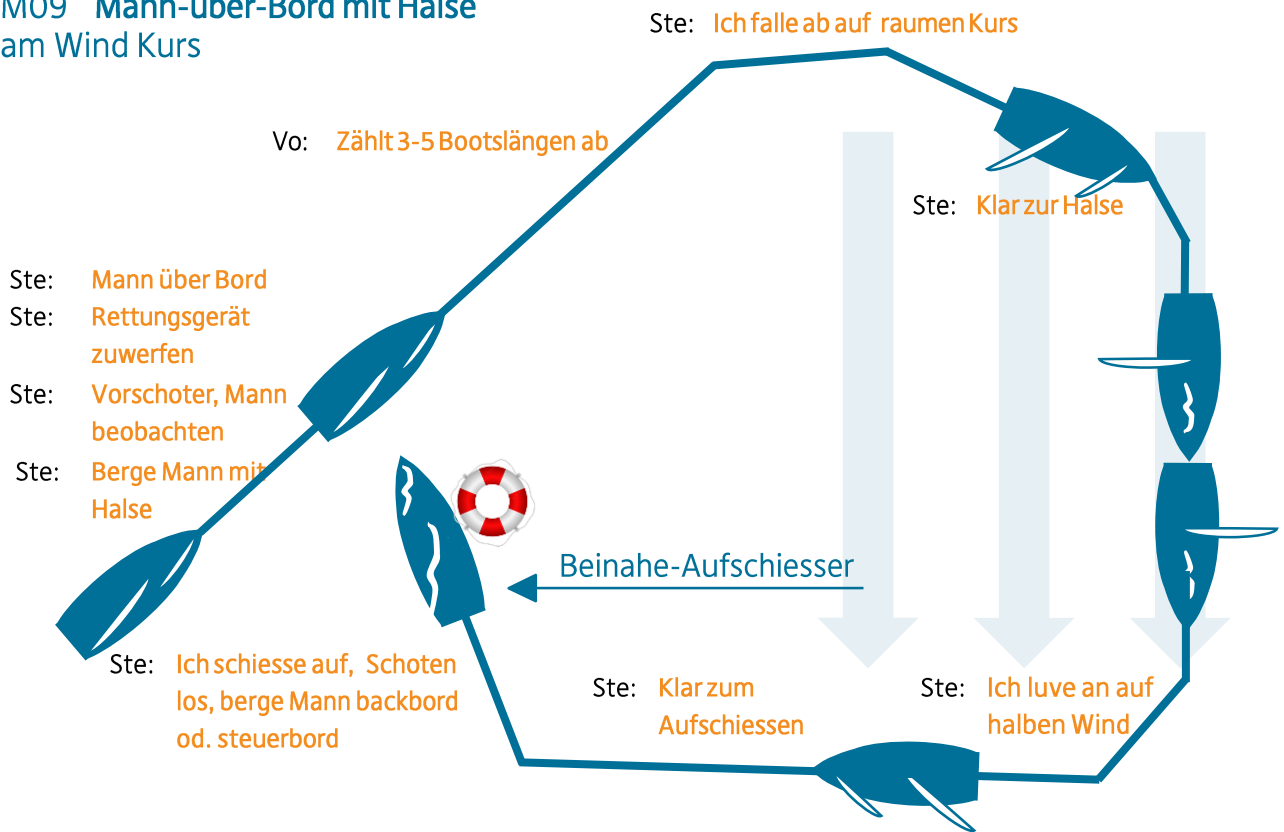 M09 Mann-über-Bord mit Halse
am Wind Kurs
Ste: Ich falle ab auf raumen Kurs
Vo: Zählt 3-5 Bootslängen ab
Ste: Klar zur Halse
Ste: Mann über Bord
Ste: Rettungsgerät
zuwerfen
Ste: Vorschoter, Mann
beobachten
Ste: Berge Mann mit
Halse
Beinahe-Aufschiesser
Ste: Ich schiesse auf, Schoten
los, berge Mann backbord
od. steuerbord
Ste: Klar zum
Aufschiessen
Ste: Ich luve an auf
halben Wind